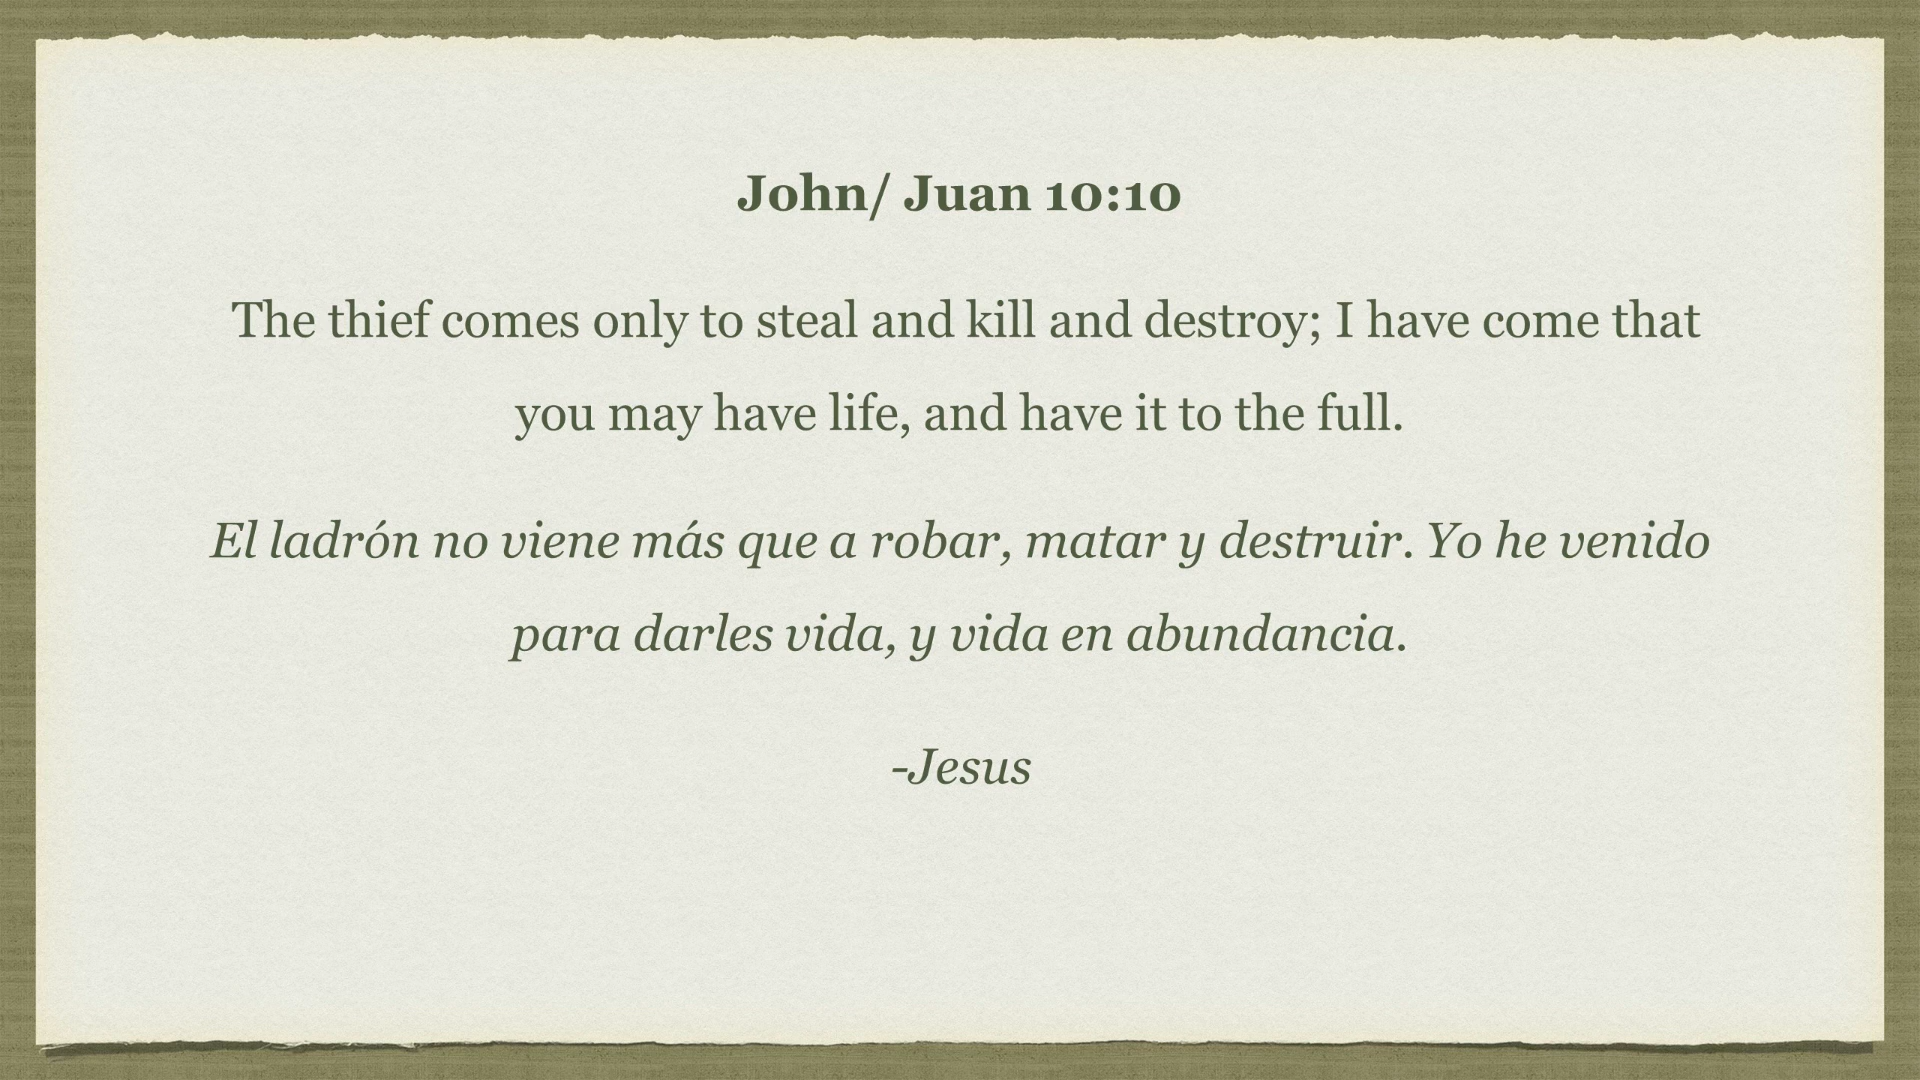 John/ Juan 10:10
The thief comes only to steal and kill and destroy; I have come that
you may have life, and have it to the full.
El ladrón no viene más que a robar, matar y destruir. Yo he venido
para darles vida, y vida en abundancia.
-Jesus